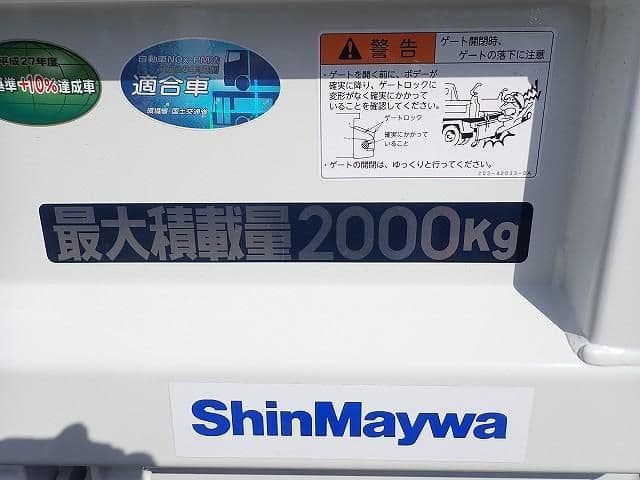 平成27年度
基準+10%達成車
自動車NOx・PM法
適合車
環境省・国土交通省
警告
ゲート開閉時、
ゲートの落下に注意
・ゲートを開く前に、ボデーが
確実に降り、ゲートロックに
変形がなく確実にかかって
いることを確認してください。
ゲートロック
確実にかかって
いること
・ゲートの開閉は、ゆっくりと行ってください。
最大積載量2000Kg
ShinMaywa